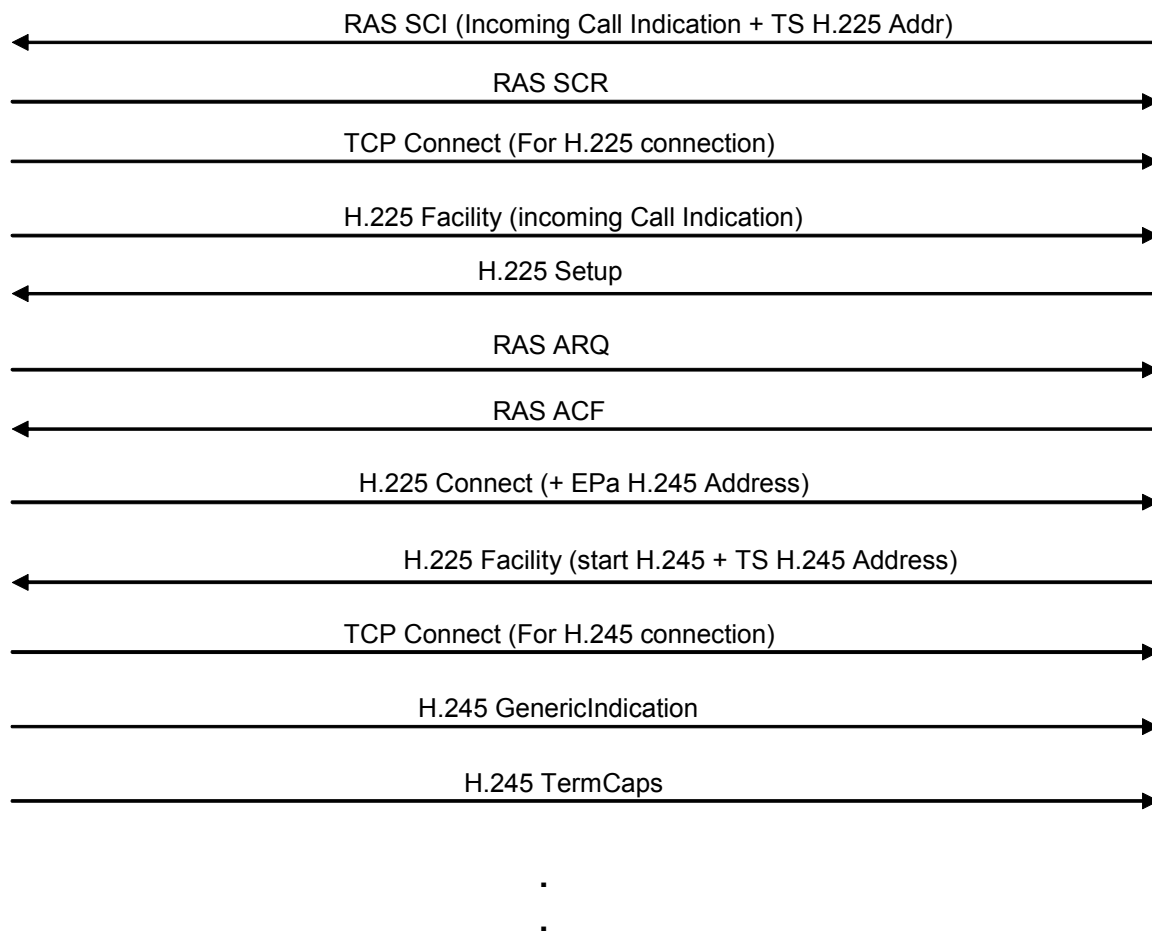 RAS SCI (Incoming Call Indication + TS H.225 Addr)
RAS SCR
TCP Connect (For H.225 connection)
H.225 Facility (incoming Call Indication)
H.225 Setup
RAS ARQ
RAS ACF
H.225 Connect (+ EPa H.245 Address)
H.225 Facility (start H.245 + TS H.245 Address)
TCP Connect (For H.245 connection)
H.245 GenericIndication
H.245 TermCaps
.
.